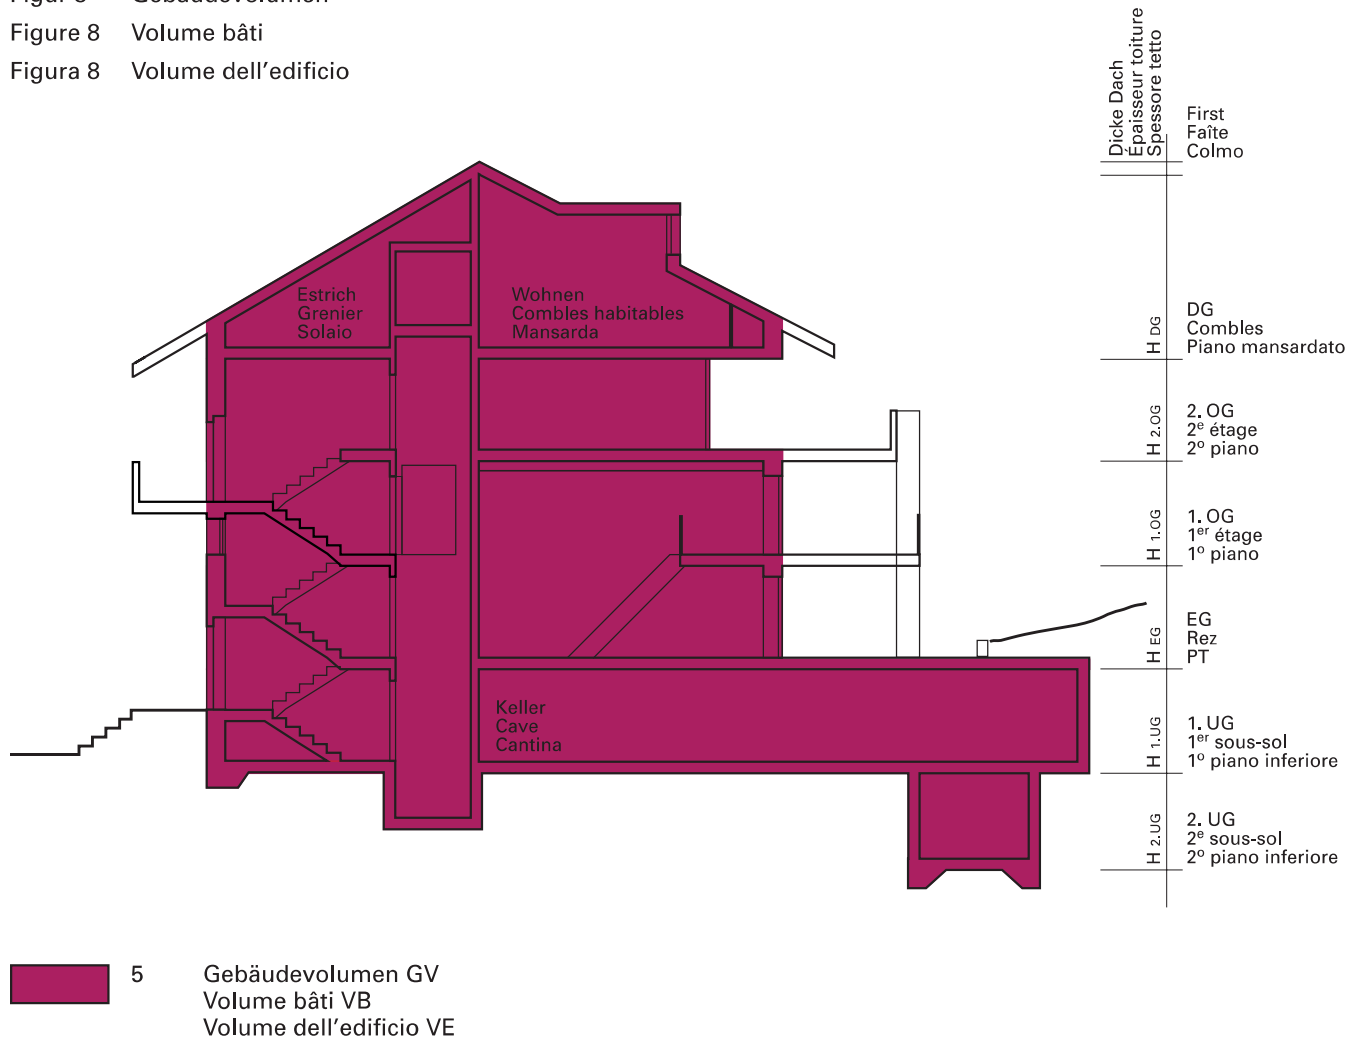 Figur 8 Gebäudevolumen
Figure 8 Volume bâti
Figura 8 Volume dell'edificio
Dicke Dach
Épaisseur toiture
Spessore tetto
First
Faîte
Colmo
Estrich
Grenier
Solaio
Wohnen
Combles habitables
Mansarda
H DG
DG
Combles
Piano mansardato
H 2.OG
2. OG
2e étage
2o piano
H 1.OG
1. OG
1er étage
1o piano
H EG
EG
Rez
PT
Keller
Cave
Cantina
H 1.UG
1. UG
1er sous-sol
1o piano inferiore
H 2.UG
2. UG
2e sous-sol
2o piano inferiore
5 Gebäudevolumen GV
Volume bâti VB
Volume dell'edificio VE